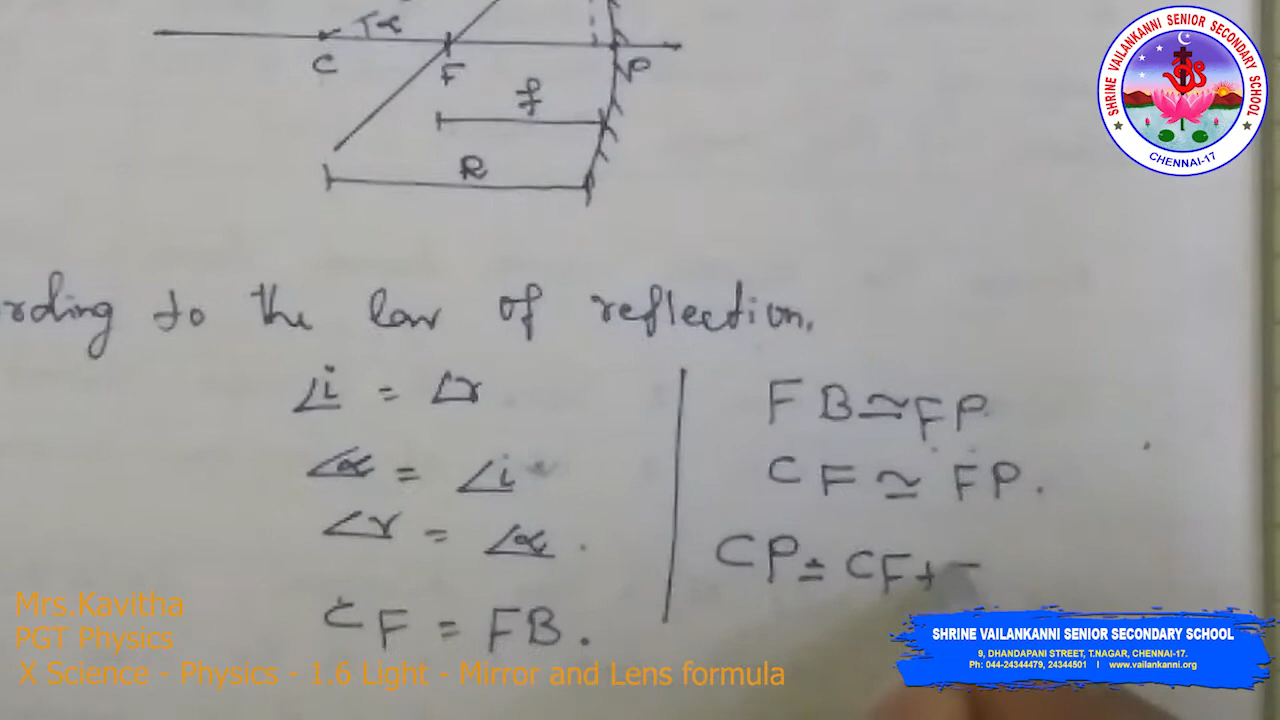 C α F P
f
R
rding to the law of reflection.
∠i = ∠r
∠α = ∠i
∠r = ∠α.
CF = FB.
FB ≅ FP
CF ≅ FP.
CP ≅ CF +
SHRINE VAILANKANNI SENIOR SECONDARY SCHOOL
CHENNAI-17
Mrs.Kavitha
PGT Physics
X Science - Physics - 1.6 Light - Mirror and Lens formula
SHRINE VAILANKANNI SENIOR SECONDARY SCHOOL
9, DHANDAPANI STREET, T.NAGAR, CHENNAI-17.
Ph: 044-24344479, 24344501 | www.vailankanni.org